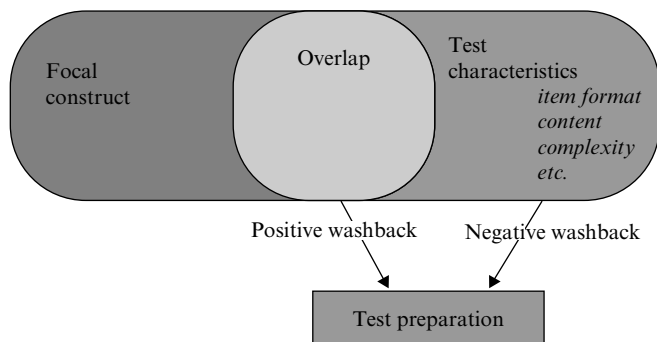 Focal
construct
Overlap
Test
characteristics
item format
content
complexity
etc.
Positive washback
Negative washback
Test preparation